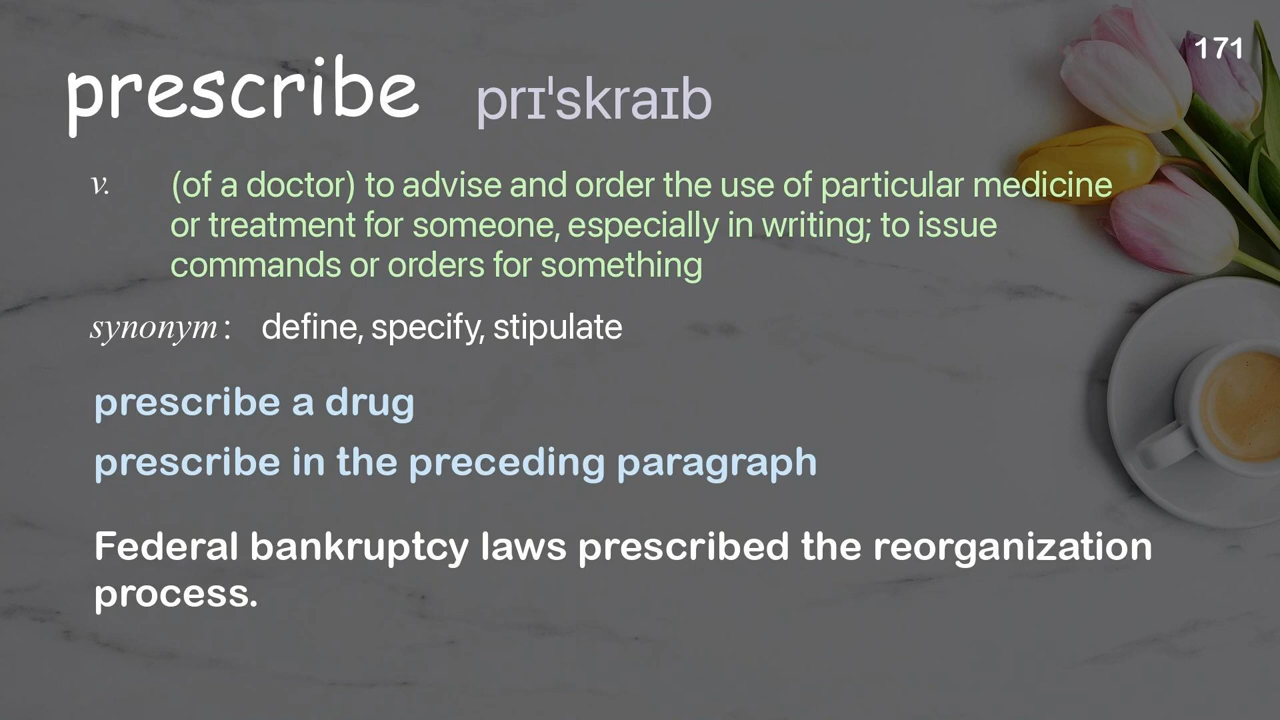 171
prescribe prɪˈskraɪb
v. (of a doctor) to advise and order the use of particular medicine
or treatment for someone, especially in writing; to issue
commands or orders for something
synonym: define, specify, stipulate
prescribe a drug
prescribe in the preceding paragraph
Federal bankruptcy laws prescribed the reorganization
process.